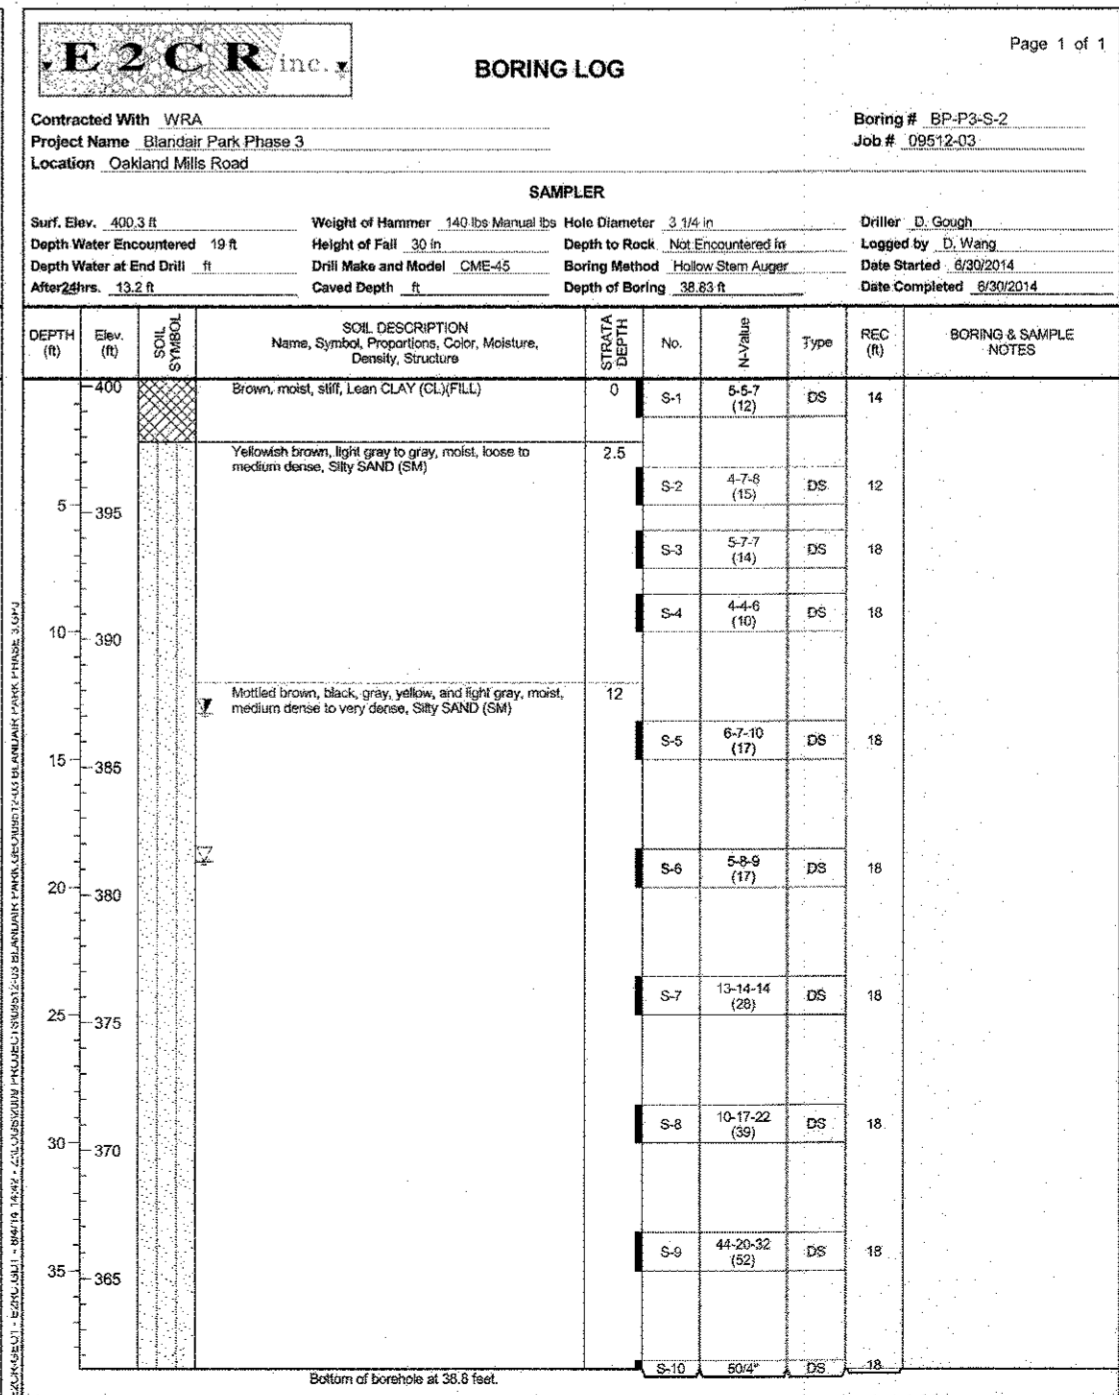 E2CR inc.
Page 1 of 1
BORING LOG
Contracted With WRA
Boring # BP-P3-S-2
Project Name Blandair Park Phase 3
Job # 09512-03
Location Oakland Mills Road
SAMPLER
Surf. Elev. 400.3 ft Weight of Hammer 140 lbs Manual lbs Hole Diameter 3 1/4 in Driller D. Gough
Depth Water Encountered 19 ft Height of Fall 30 in Depth to Rock Not Encountered in Logged by D. Wang
Depth Water at End Drill ft Drill Make and Model CME-45 Boring Method Hollow Stem Auger Date Started 6/30/2014
After24hrs. 13.2 ft Caved Depth ft Depth of Boring 38.83 ft Date Completed 6/30/2014
DEPTH (ft) Elev. (ft) SOIL SYMBOL SOIL DESCRIPTION STRATA DEPTH No. N-Value Type REC (ft) BORING & SAMPLE NOTES
Name, Symbol, Proportions, Color, Moisture,
Density, Structure
400 Brown, moist, stiff, Lean CLAY (CL)(FILL) 0
S-1 5-5-7 (12) DS 14
Yellowish brown, light gray to gray, moist, loose to 2.5
medium dense, Silty SAND (SM)
S-2 4-7-8 (15) DS 12
5 395
S-3 5-7-7 (14) DS 18
S-4 4-4-6 (10) DS 18
10 390
Mottled brown, black, gray, yellow, and light gray, moist, 12
medium dense to very dense, Silty SAND (SM)
S-5 6-7-10 (17) DS 18
15 385
S-6 5-8-9 (17) DS 18
20 380
S-7 13-14-14 (28) DS 18
25 375
S-8 10-17-22 (39) DS 18
30 370
S-9 44-20-32 (52) DS 18
35 365
S-10 50/4" DS 18
Bottom of borehole at 38.8 feet.